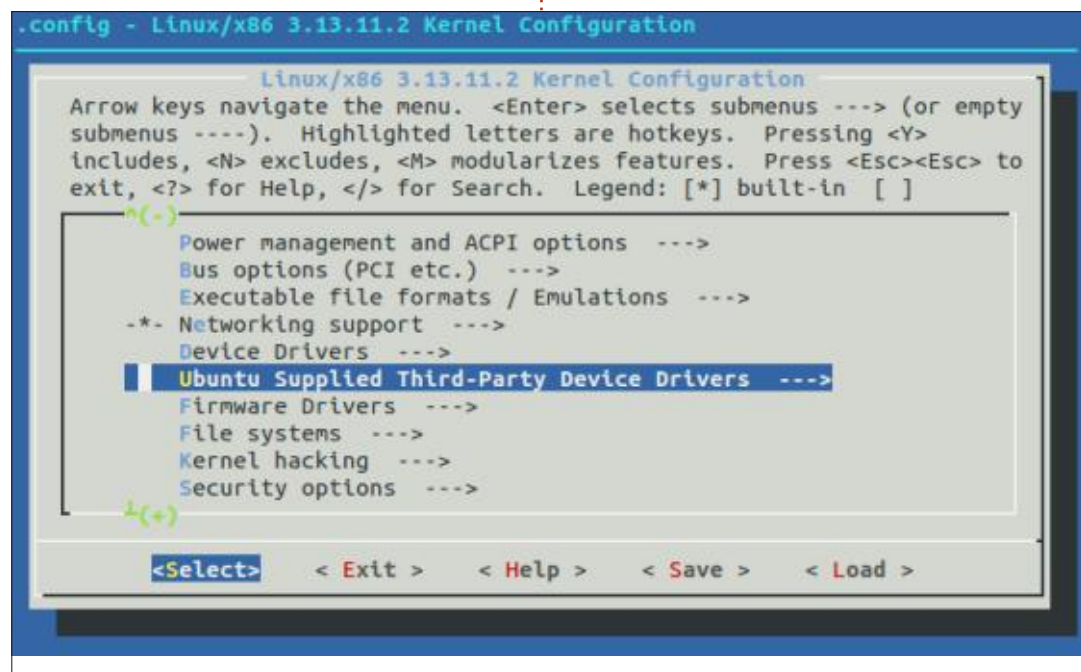 .config - Linux/x86 3.13.11.2 Kernel Configuration
Linux/x86 3.13.11.2 Kernel Configuration
Arrow keys navigate the menu.  <Enter> selects submenus ---> (or empty
submenus ----).  Highlighted letters are hotkeys.  Pressing <Y>
includes, <N> excludes, <M> modularizes features.  Press <Esc><Esc> to
exit, <?> for Help, </> for Search.  Legend: [*] built-in  [ ]
^(-)
Power management and ACPI options  --->
Bus options (PCI etc.)  --->
Executable file formats / Emulations  --->
-*- Networking support  --->
Device Drivers  --->
Ubuntu Supplied Third-Party Device Drivers  --->
Firmware Drivers  --->
File systems  --->
Kernel hacking  --->
Security options  --->
┴(+)
<Select>    < Exit >    < Help >    < Save >    < Load >